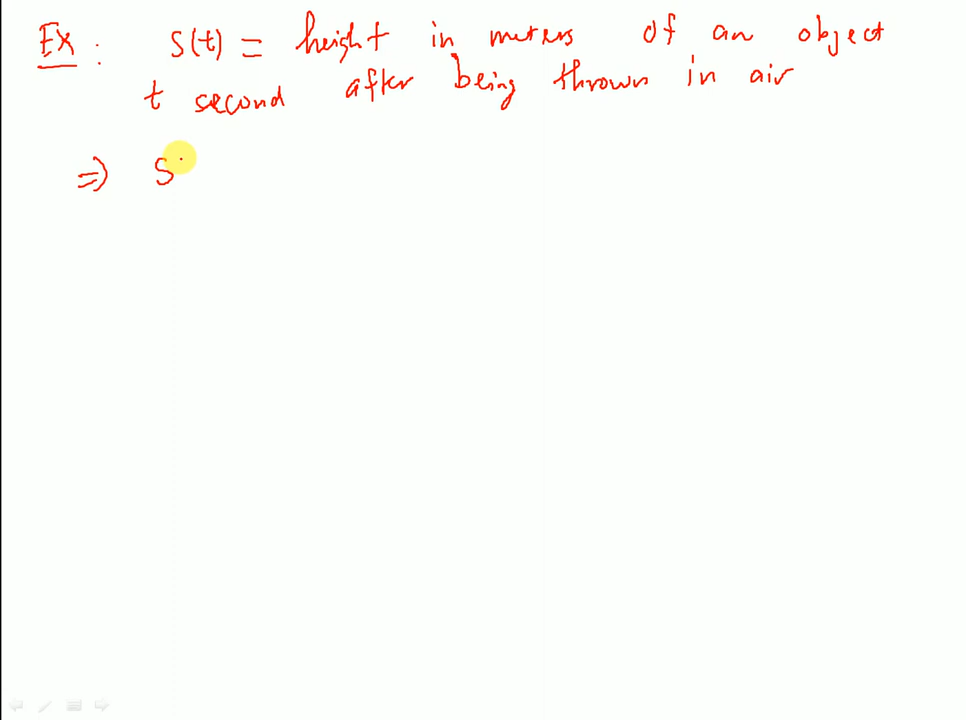 Ex : S(t) = height in meters of an object
t second after being thrown in air
⇒ S